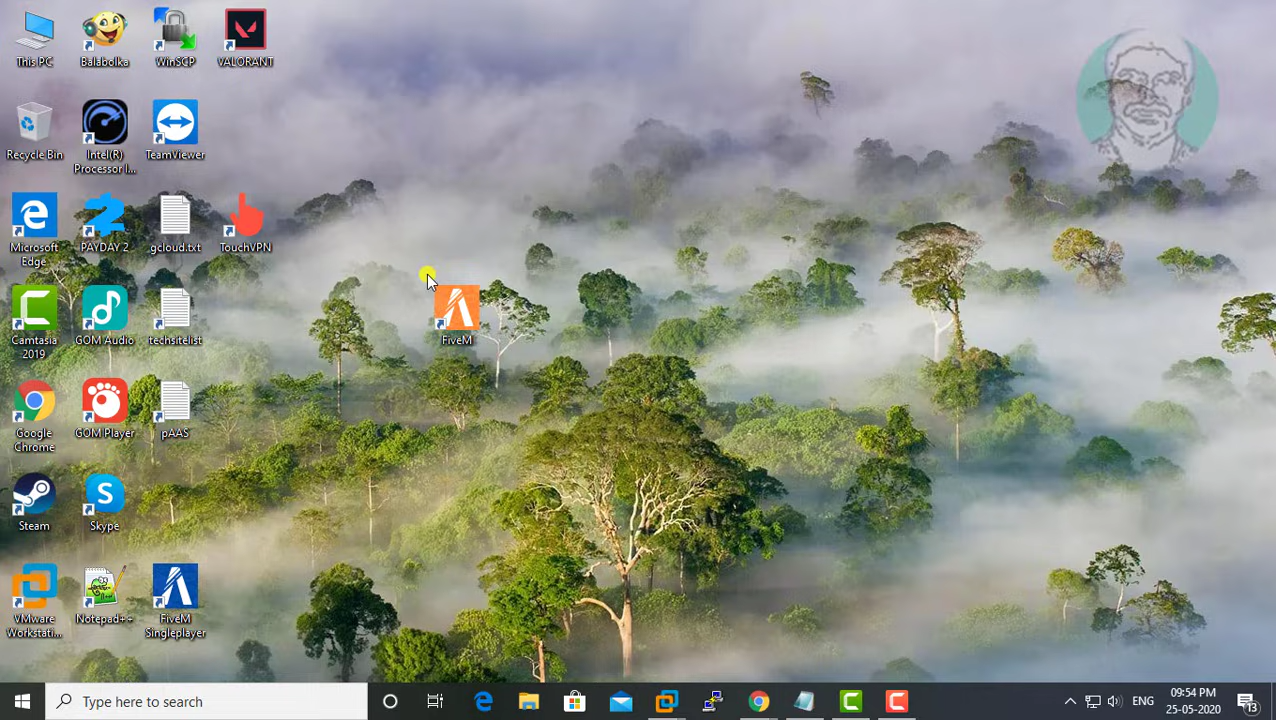 This PC
Balabolka
WinSCP
VALORANT
Recycle Bin
Intel(R)
Processor I...
TeamViewer
Microsoft
Edge
PAYDAY 2
.gcloud.txt
TouchVPN
Camtasia
2019
GOM Audio
techsitelist
FiveM
Google
Chrome
GOM Player
pAAS
Steam
Skype
VMware
Workstati...
Notepad++
FiveM
Singleplayer
Type here to search
ENG
09:54 PM
25-05-2020
13